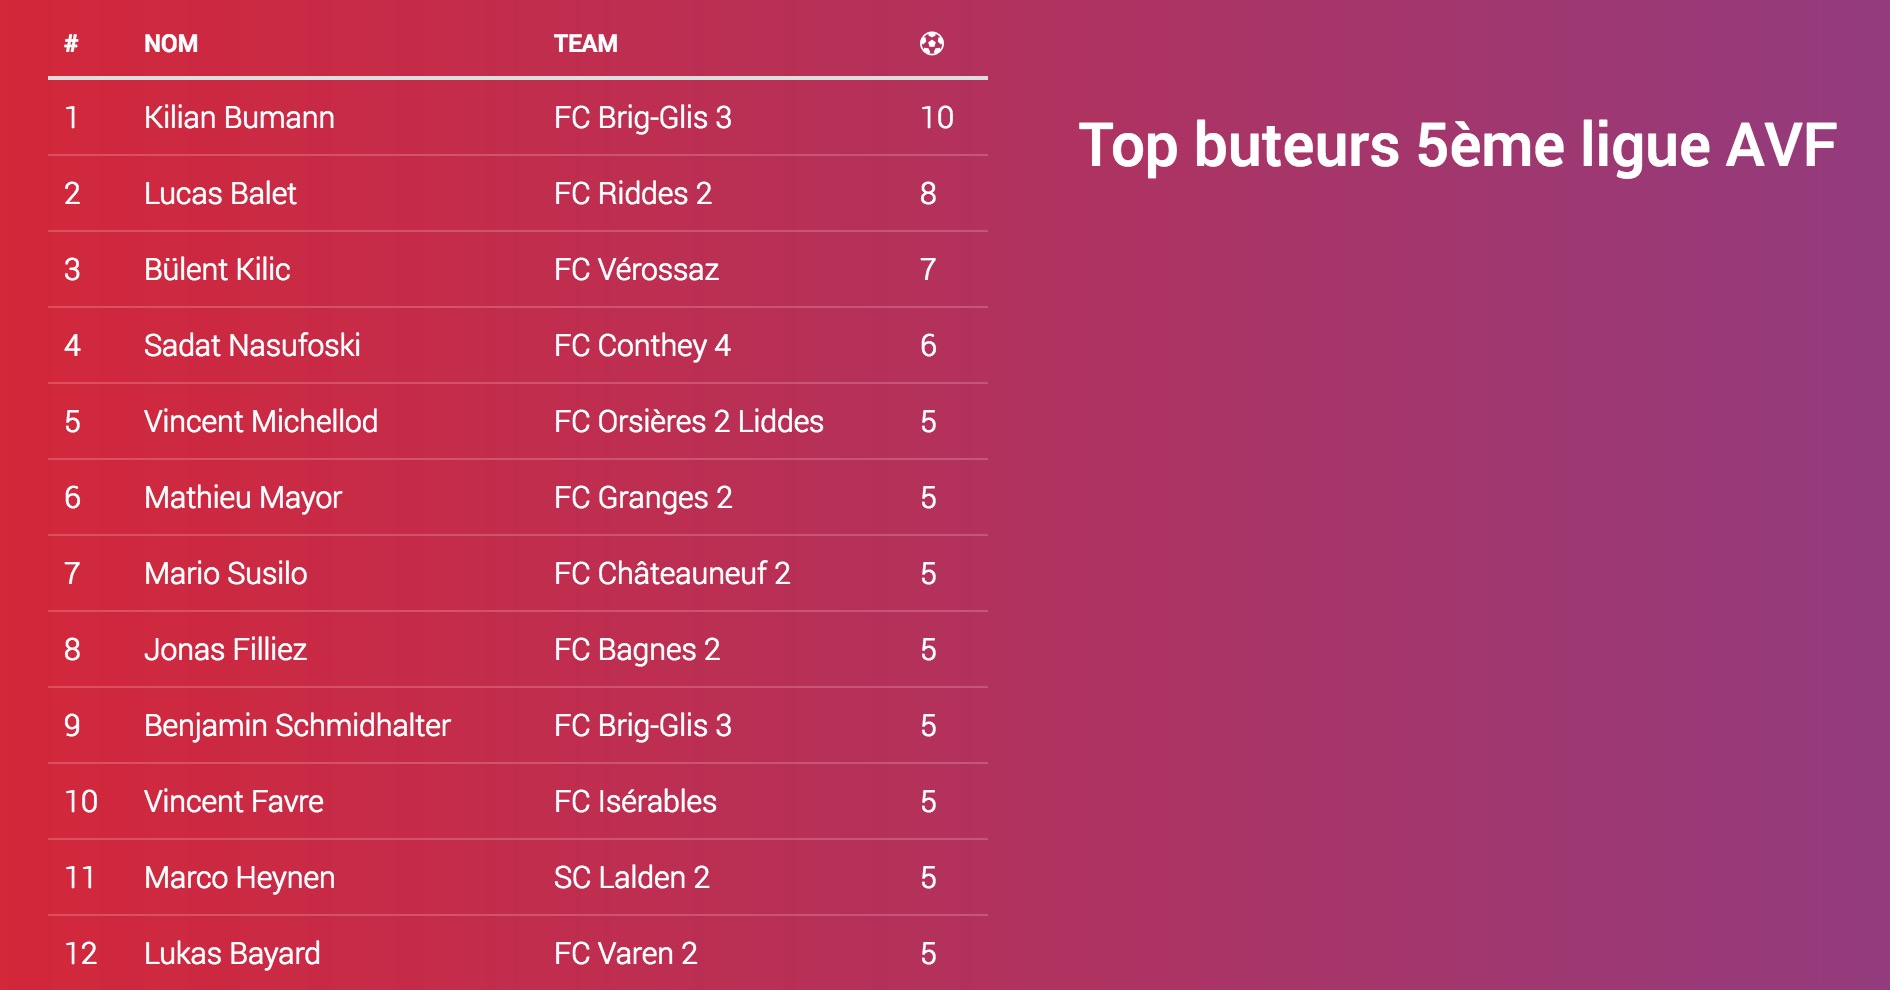 # NOM TEAM
1 Kilian Bumann FC Brig-Glis 3 10
Top buteurs 5ème ligue AVF
2 Lucas Balet FC Riddes 2 8
3 Bülent Kilic FC Vérossaz 7
4 Sadat Nasufoski FC Conthey 4 6
5 Vincent Michellod FC Orsières 2 Liddes 5
6 Mathieu Mayor FC Granges 2 5
7 Mario Susilo FC Châteauneuf 2 5
8 Jonas Filliez FC Bagnes 2 5
9 Benjamin Schmidhalter FC Brig-Glis 3 5
10 Vincent Favre FC Isérables 5
11 Marco Heynen SC Lalden 2 5
12 Lukas Bayard FC Varen 2 5